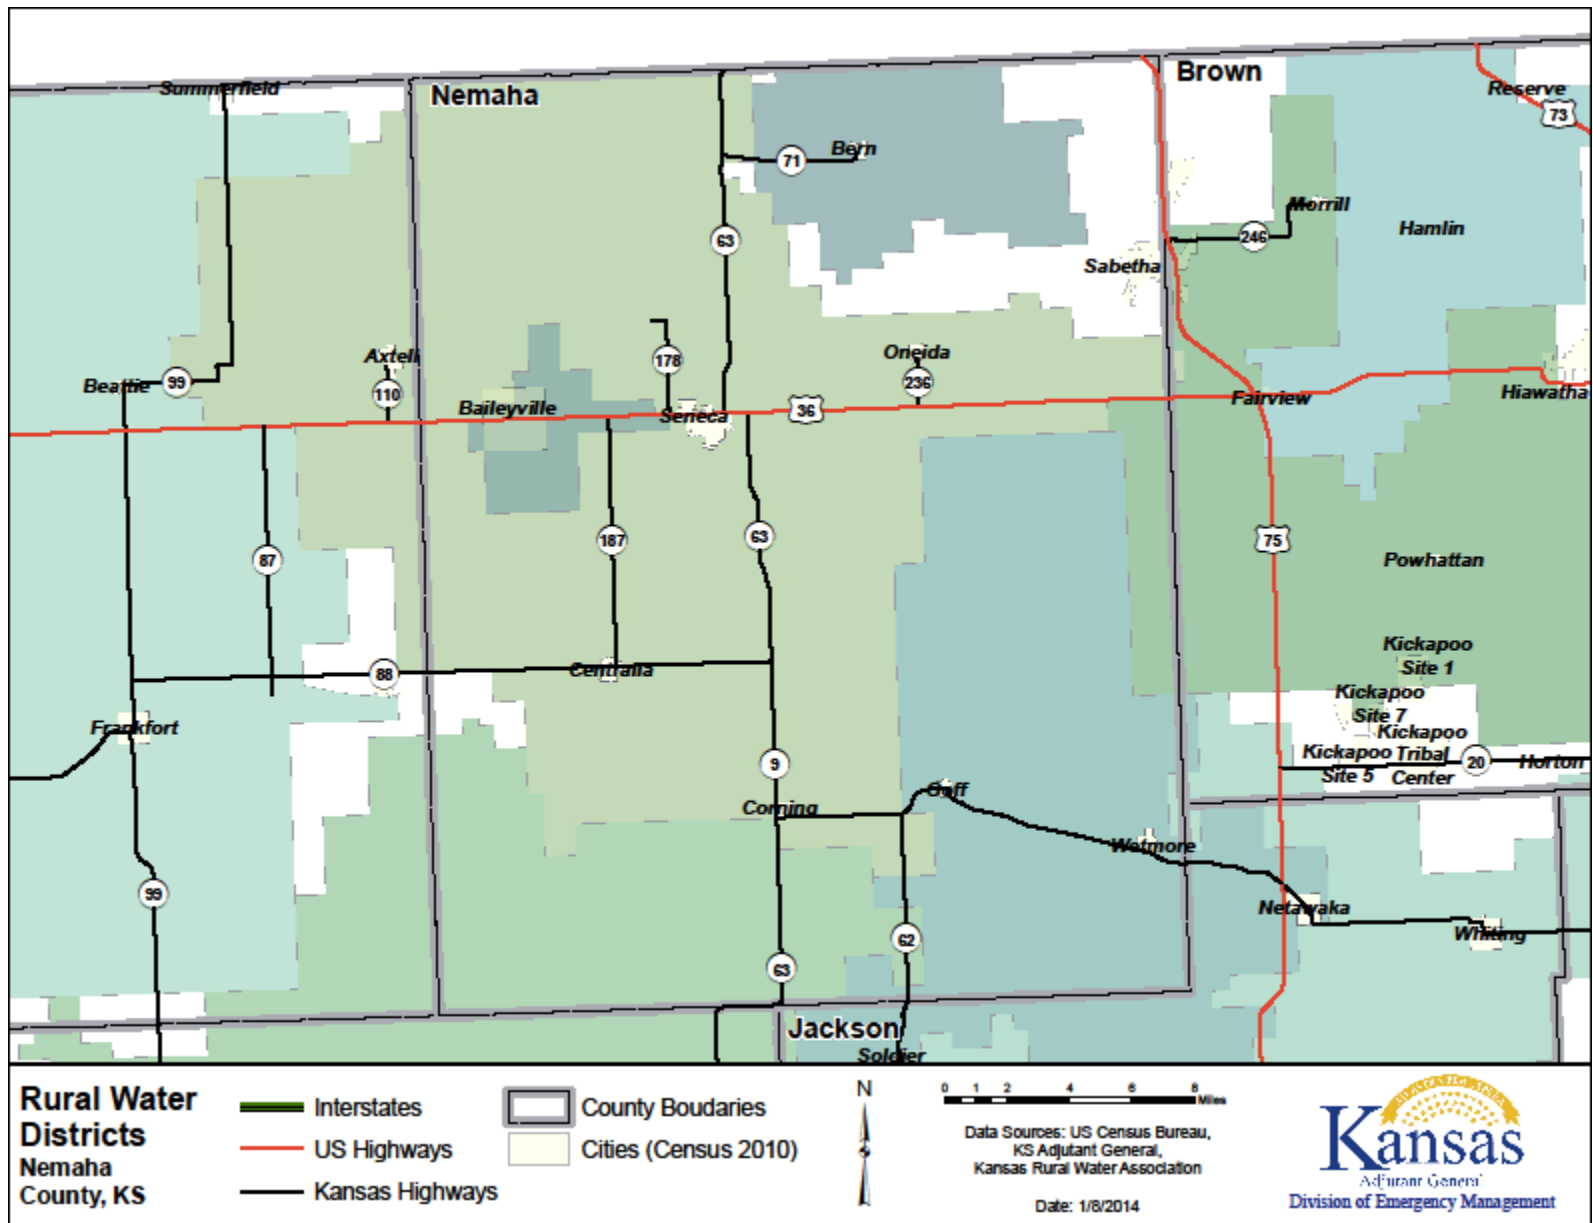 Summerfield
Nemaha
Brown
Reserve
73
71
Bern
Morrill
63
246
Hamlin
Sabetha
Axtell
178
Oneida
Beattie
99
110
236
Baileyville
Seneca
36
Fairview
Hiawatha
87
187
63
75
Powhattan
Kickapoo
Site 1
88
Centralia
Kickapoo
Site 7
Frankfort
Kickapoo
Tribal
Center
Kickapoo
Site 5
20
Horton
9
Goff
Corning
Wetmore
99
Netawaka
62
Whiting
63
Jackson
Soldier
Rural Water
Districts
Nemaha
County, KS
Interstates
US Highways
Kansas Highways
County Boudaries
Cities (Census 2010)
N
0 1 2 4 6 8
Miles
Data Sources: US Census Bureau,
KS Adjutant General,
Kansas Rural Water Association
Date: 1/8/2014
Kansas
Adjutant General
Division of Emergency Management